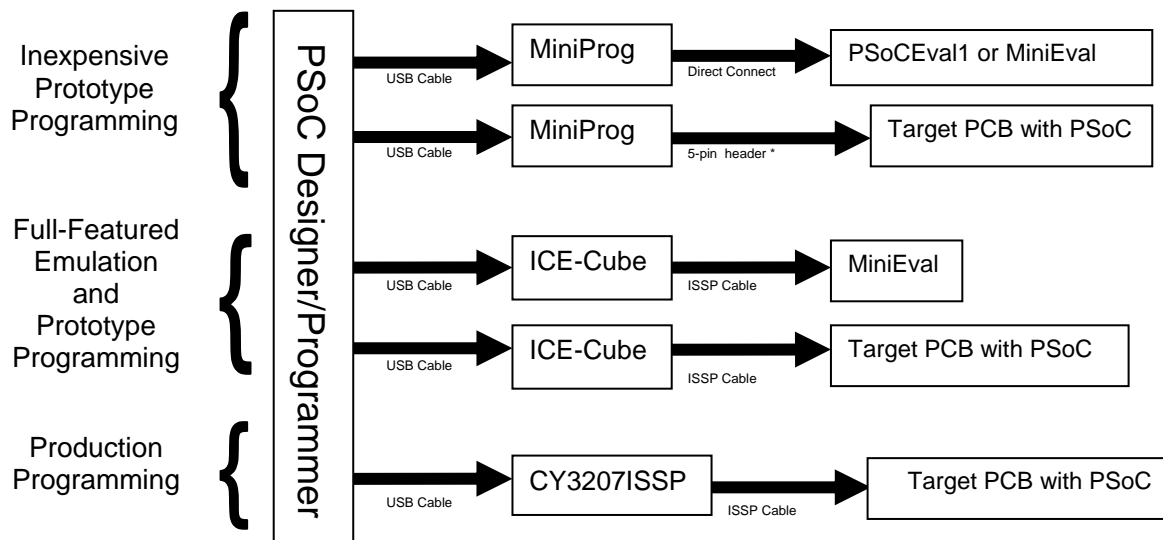 Inexpensive
Prototype
Programming
Full-Featured
Emulation
and
Prototype
Programming
Production
Programming
PSoC Designer/Programmer
USB Cable
MiniProg
Direct Connect
PSoCEval1 or MiniEval
USB Cable
MiniProg
5-pin header *
Target PCB with PSoC
USB Cable
ICE-Cube
ISSP Cable
MiniEval
USB Cable
ICE-Cube
ISSP Cable
Target PCB with PSoC
USB Cable
CY3207ISSP
ISSP Cable
Target PCB with PSoC